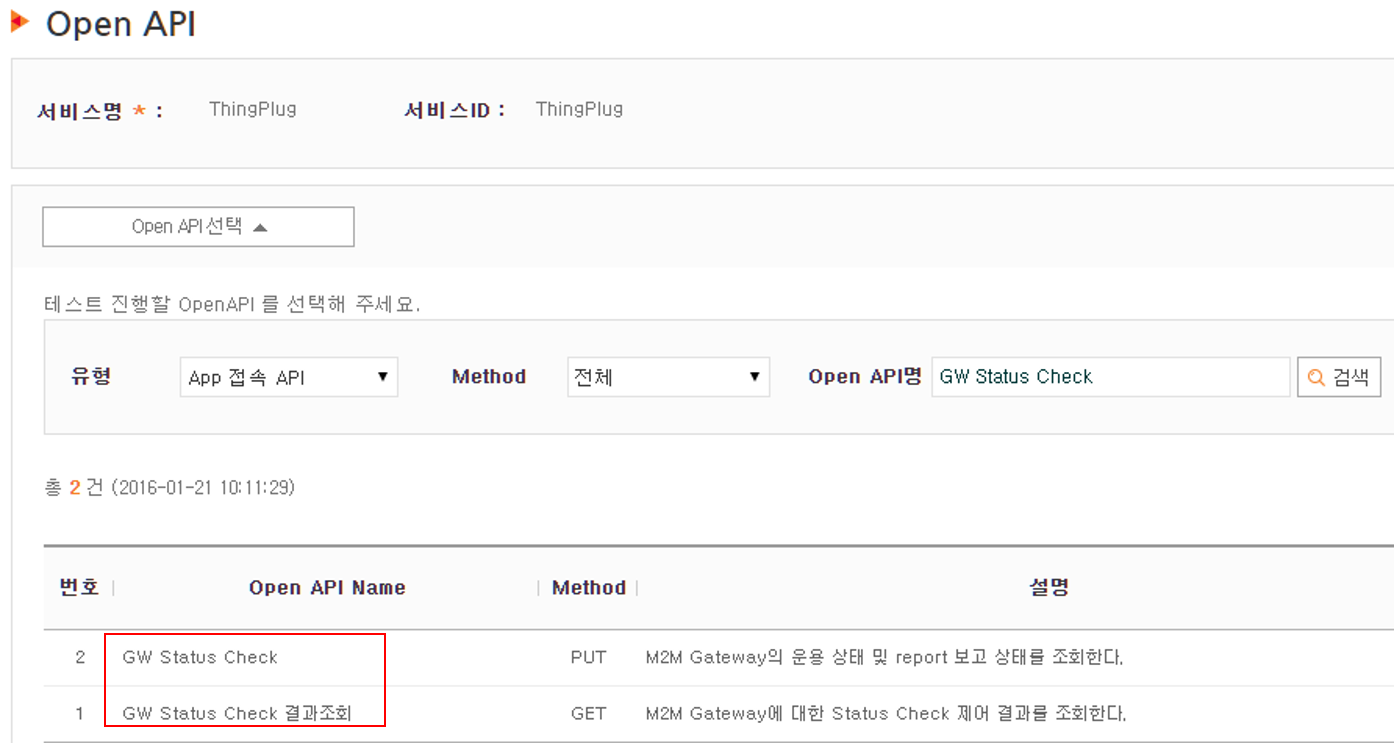 Open API
서비스명 * : ThingPlug 서비스ID : ThingPlug
Open API선택 ▲
테스트 진행할 OpenAPI 를 선택해 주세요.
유형 App 접속 API ▼ Method 전체 ▼ Open API명 GW Status Check 검색
총 2 건 (2016-01-21 10:11:29)
번호 | Open API Name | Method | 설명
2 GW Status Check PUT M2M Gateway의 운용 상태 및 report 보고 상태를 조회한다.
1 GW Status Check 결과조회 GET M2M Gateway에 대한 Status Check 제어 결과를 조회한다.